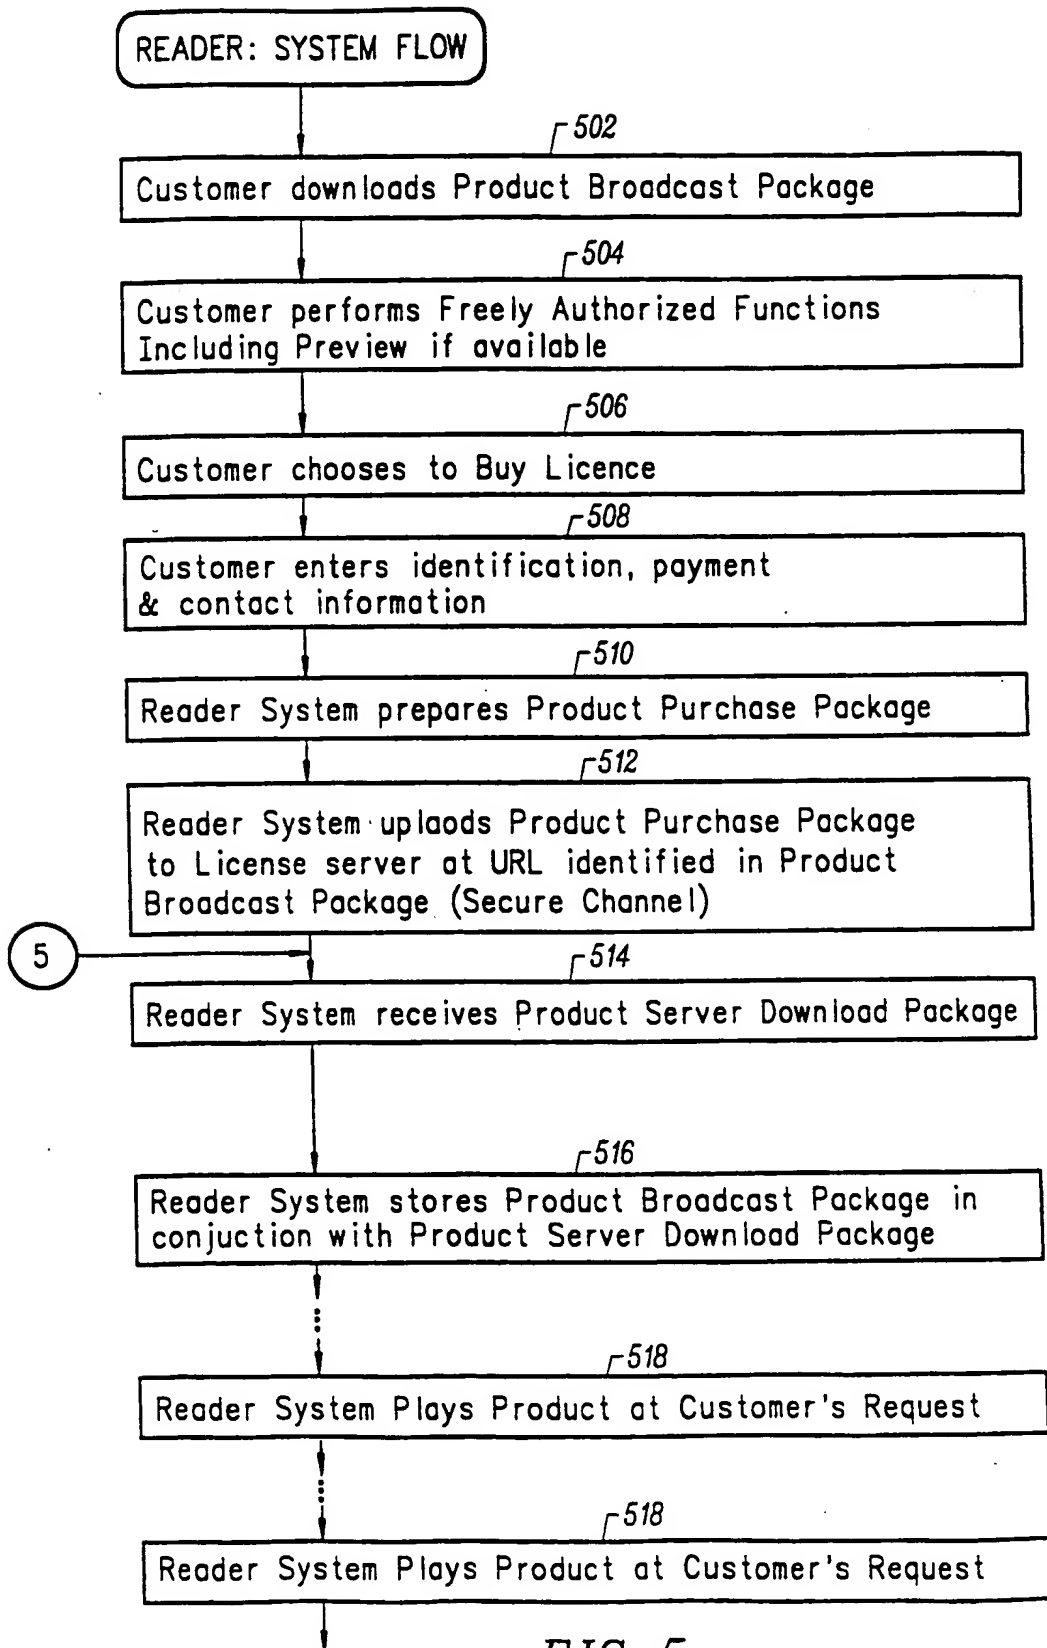 READER: SYSTEM FLOW
502
Customer downloads Product Broadcast Package
504
Customer performs Freely Authorized Functions
Including Preview if available
506
Customer chooses to Buy Licence
508
Customer enters identification, payment
& contact information
510
Reader System prepares Product Purchase Package
512
Reader System uplaods Product Purchase Package
to License server at URL identified in Product
Broadcast Package (Secure Channel)
5
514
Reader System receives Product Server Download Package
516
Reader System stores Product Broadcast Package in
conjuction with Product Server Download Package
518
Reader System Plays Product at Customer's Request
518
Reader System Plays Product at Customer's Request
FIG. 5